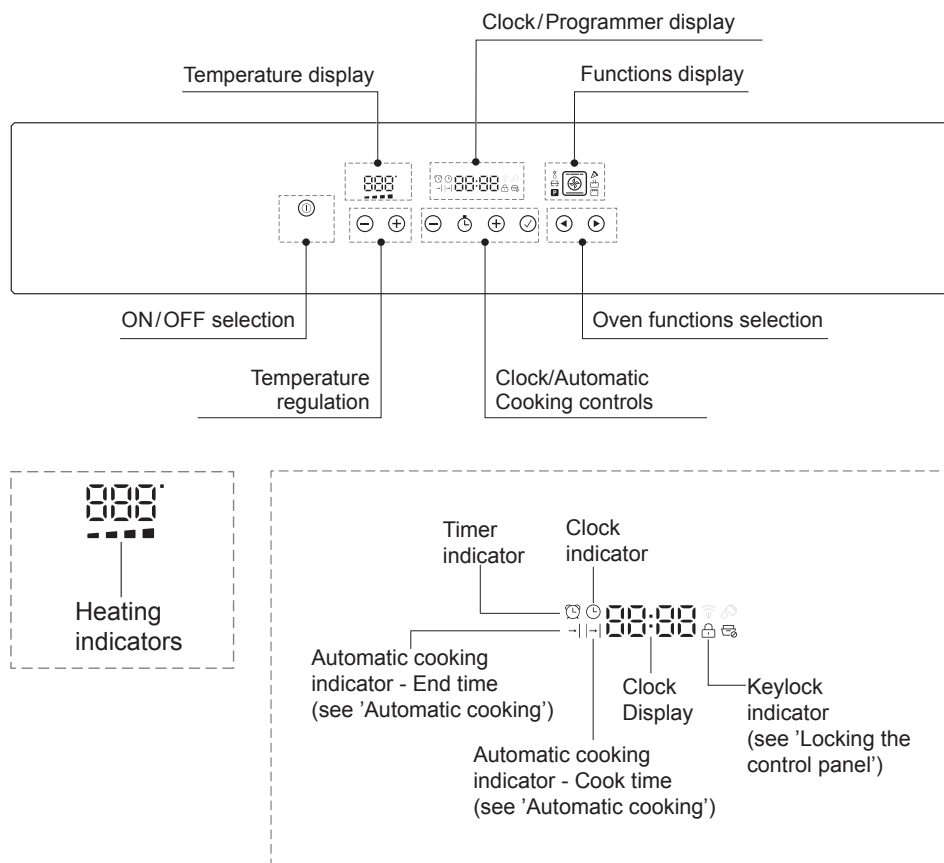 Clock/Programmer display
Temperature display
Functions display
888°
88:88
P
ON/OFF selection
Oven functions selection
Temperature
regulation
Clock/Automatic
Cooking controls
888°
Heating
indicators
Timer
indicator
Clock
indicator
88:88
Automatic cooking
indicator - End time
(see 'Automatic cooking')
Clock
Display
Keylock
indicator
(see ’Locking the
control panel’)
Automatic cooking
indicator - Cook time
(see ’Automatic cooking’)